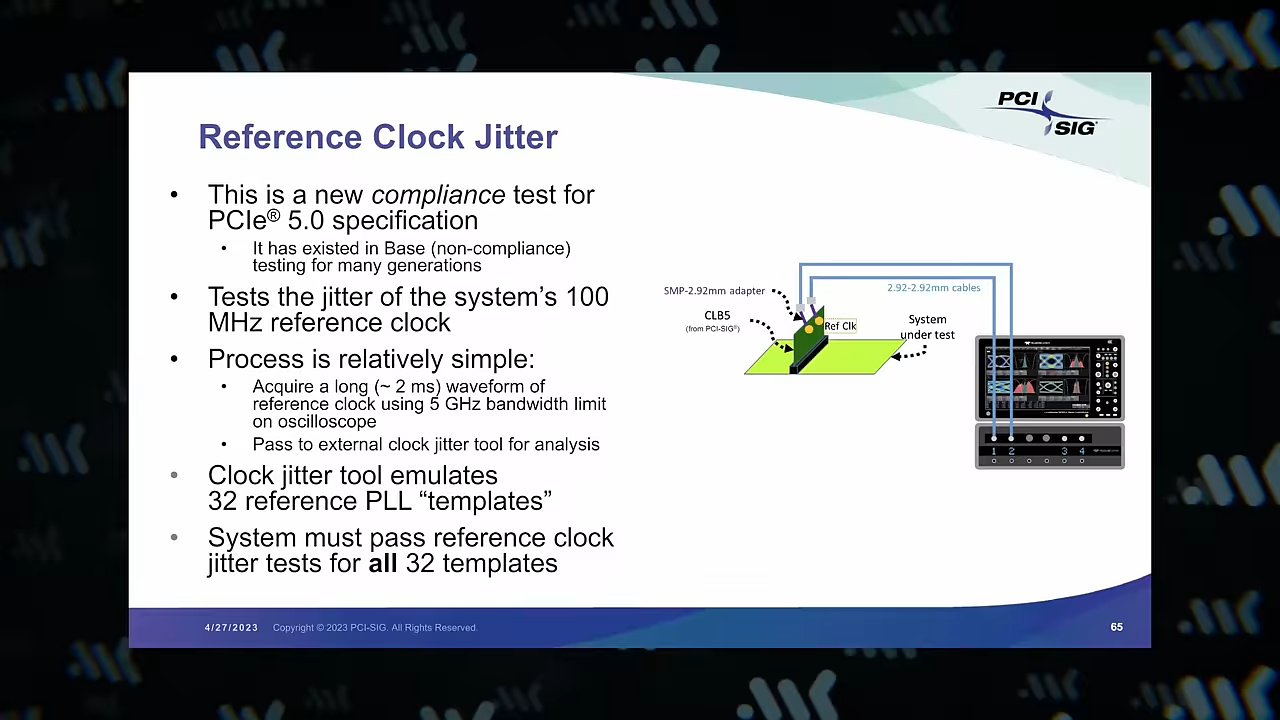 PCI
SIG
Reference Clock Jitter
• This is a new compliance test for
PCIe® 5.0 specification
• It has existed in Base (non-compliance)
testing for many generations
• Tests the jitter of the system’s 100
MHz reference clock
• Process is relatively simple:
• Acquire a long (~ 2 ms) waveform of
reference clock using 5 GHz bandwidth limit
on oscilloscope
• Pass to external clock jitter tool for analysis
• Clock jitter tool emulates
32 reference PLL “templates”
• System must pass reference clock
jitter tests for all 32 templates
SMP-2.92mm adapter
2.92-2.92mm cables
CLB5
(from PCI-SIG®)
Ref Clk
System
under test
1 2 3 4
4/27/2023 Copyright © 2023 PCI-SIG. All Rights Reserved.
65